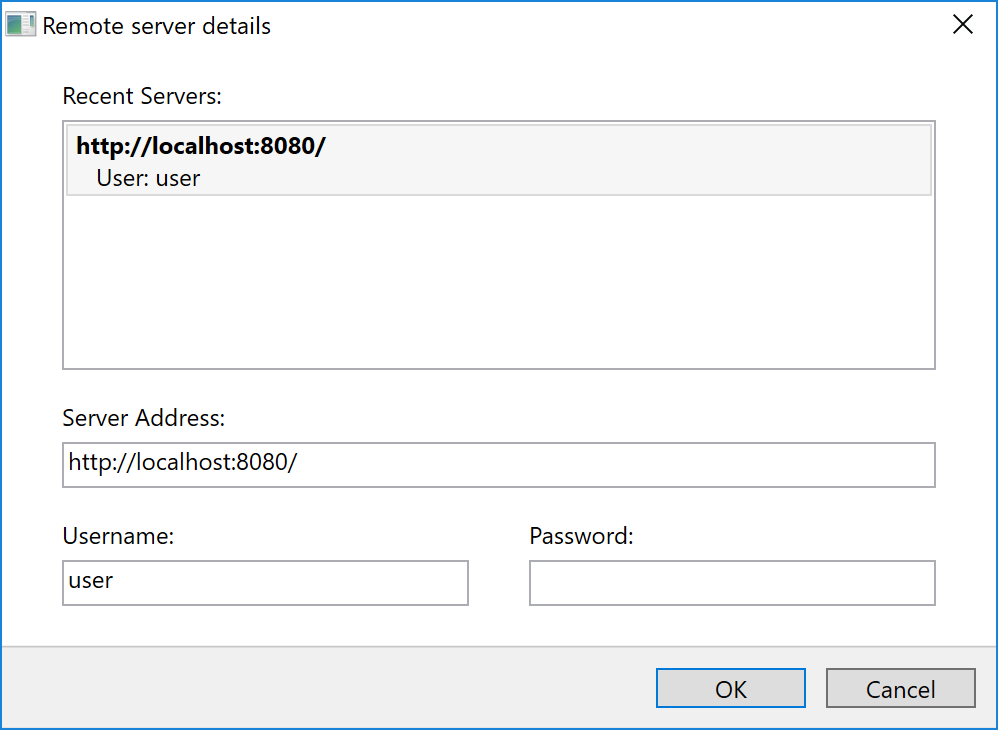 Remote server details
Recent Servers:
http://localhost:8080/
User: user
Server Address:
http://localhost:8080/
Username:
Password:
user
OK
Cancel